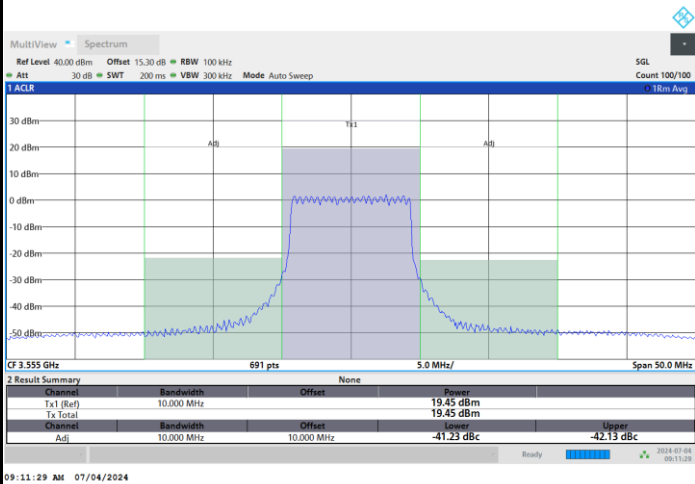 MultiView Spectrum
Ref Level 40.00 dBm Offset 15.30 dB RBW 100 kHz SGL
Att 30 dB SWT 200 ms VBW 300 kHz Mode Auto Sweep Count 100/100
1 ACLR 1Rm Avg
Tx1
Adj Adj
30 dBm
20 dBm
10 dBm
0 dBm
-10 dBm
-20 dBm
-30 dBm
-40 dBm
-50 dBm
CF 3.555 GHz 691 pts 5.0 MHz/ Span 50.0 MHz
2 Result Summary None
Channel Bandwidth Offset Power
Tx1 (Ref) 10.000 MHz 19.45 dBm
Tx Total 19.45 dBm
Channel Bandwidth Offset Lower Upper
Adj 10.000 MHz 10.000 MHz -41.23 dBc -42.13 dBc
Ready 2024-07-04
09:11:29
09:11:29 AM 07/04/2024